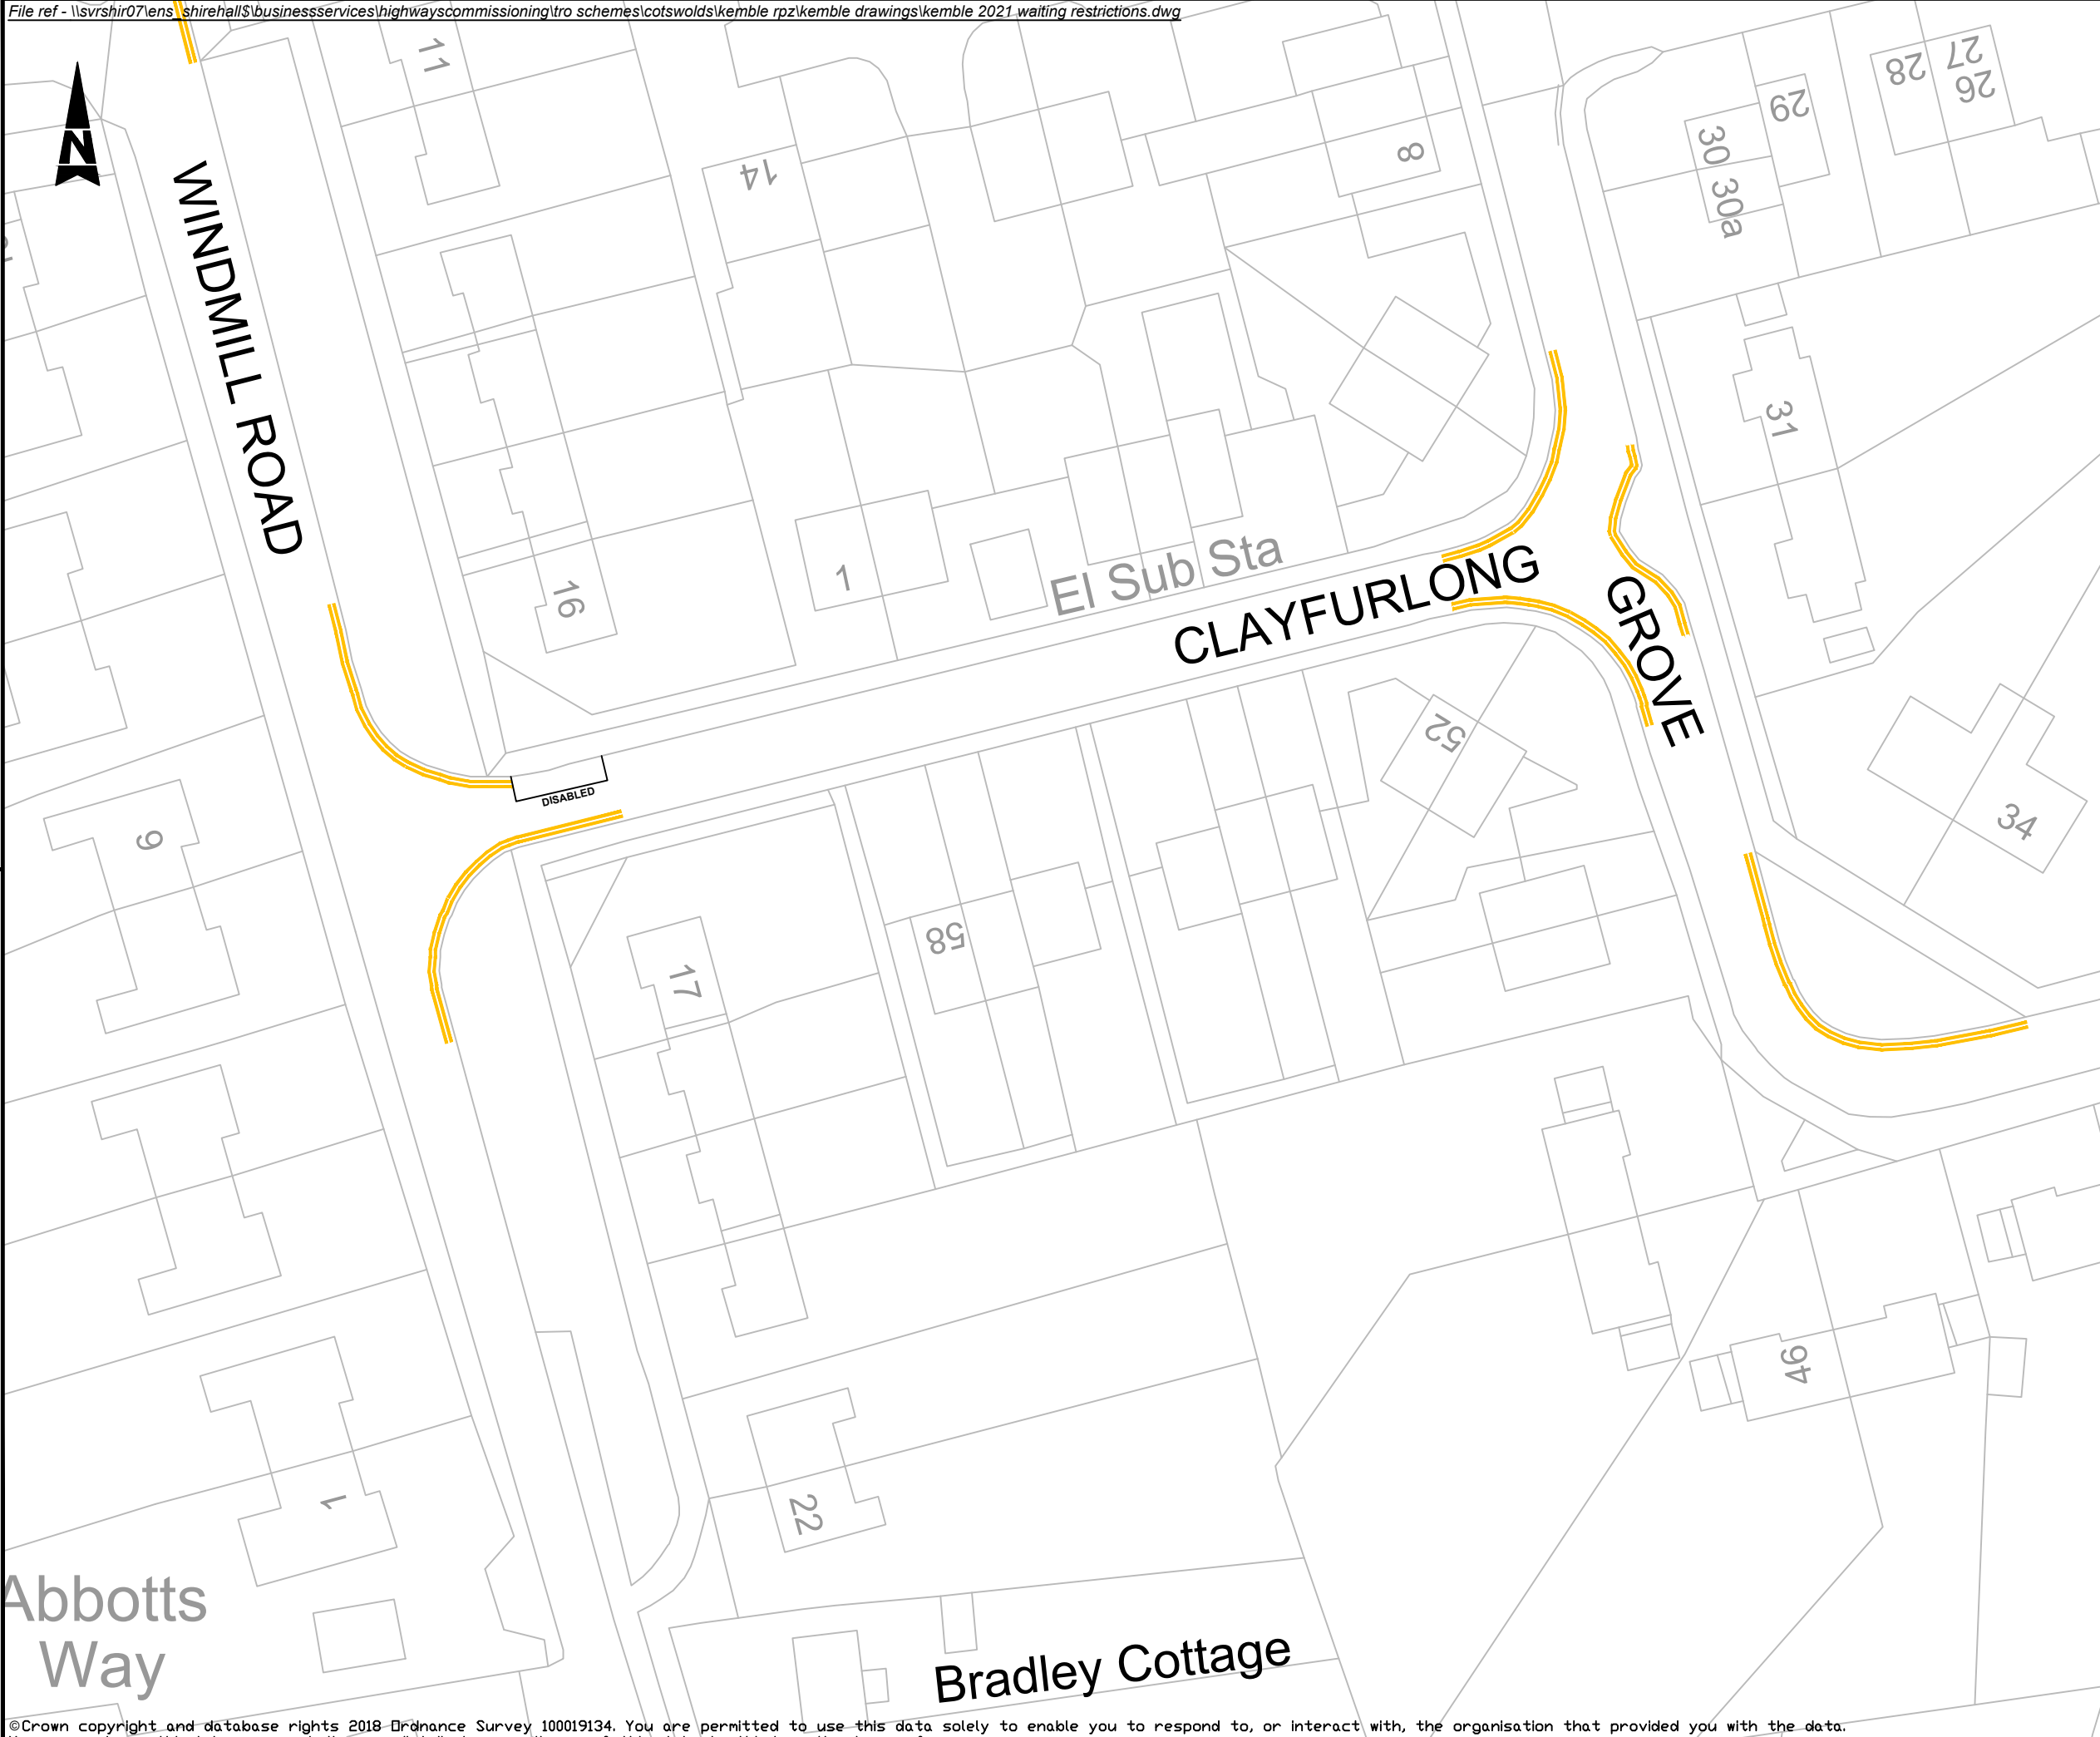 File ref - \\svrshir07\ens_shirehall$\businessservices\highwayscommissioning\tro schemes\cotswolds\kemble rpz\kemble drawings\kemble 2021 waiting restrictions.dwg
N
WINDMILL ROAD
11
14
8
28
27
26
29
30
30a
31
16
1
El Sub Sta
CLAYFURLONG
GROVE
52
34
DISABLED
9
17
58
46
1
22
Abbotts
Way
Bradley Cottage
©Crown copyright and database rights 2018 Ordnance Survey 100019134. You are permitted to use this data solely to enable you to respond to, or interact with, the organisation that provided you with the data.